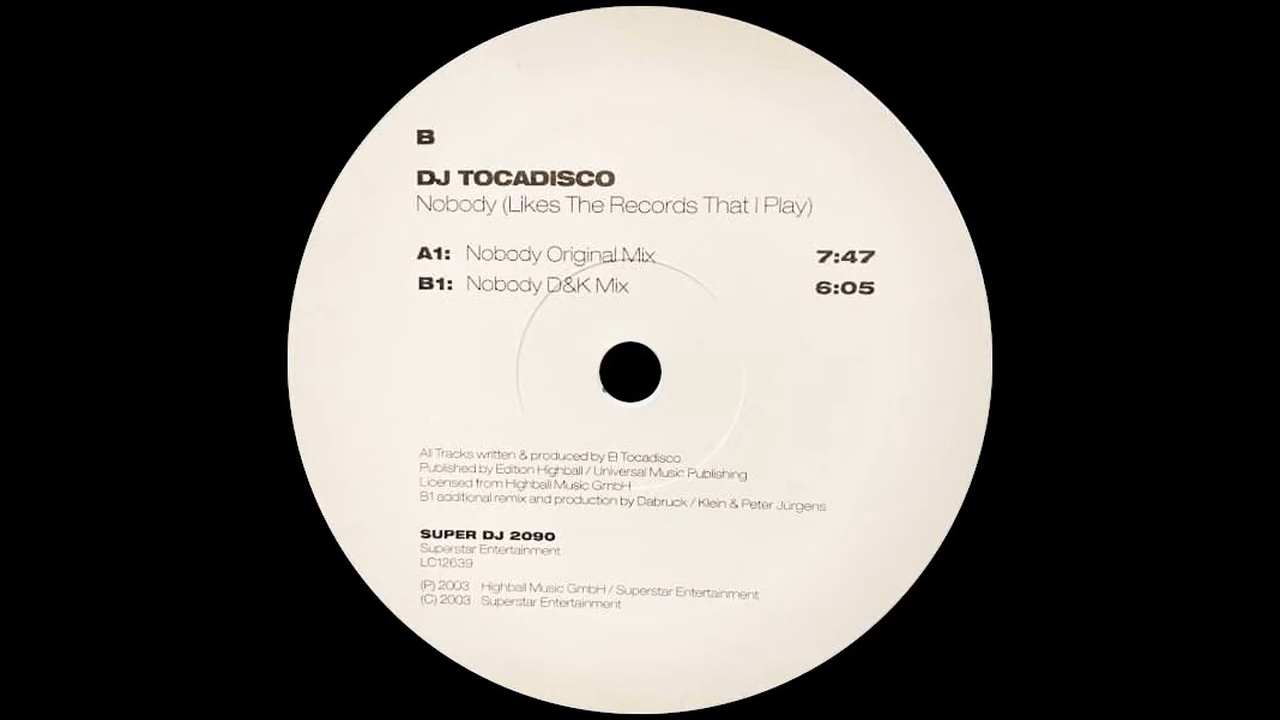 B
DJ TOCADISCO
Nobody (Likes The Records That I Play)
A1: Nobody Original Mix 7:47
B1: Nobody D&K Mix 6:05
All Tracks written & produced by El Tocadisco
Published by Edition Highball / Universal Music Publishing
Licensed from Highball Music GmbH
B1 additional remix and production by Dabruck / Klein & Peter Jürgens
SUPER DJ 2090
Superstar Entertainment
LC12639
(P) 2003 Highball Music GmbH / Superstar Entertainment
(C) 2003 Superstar Entertainment